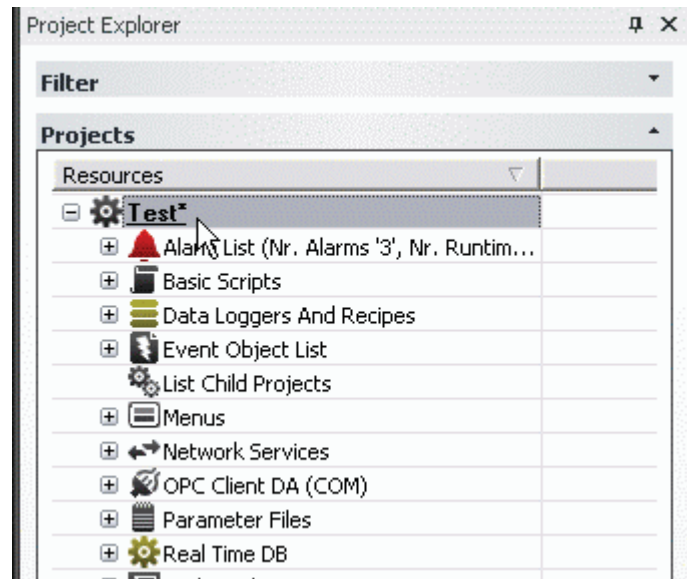 Project Explorer
Filter
Projects
Resources
Test*
Alarm List (Nr. Alarms '3', Nr. Runtim...
Basic Scripts
Data Loggers And Recipes
Event Object List
List Child Projects
Menus
Network Services
OPC Client DA (COM)
Parameter Files
Real Time DB